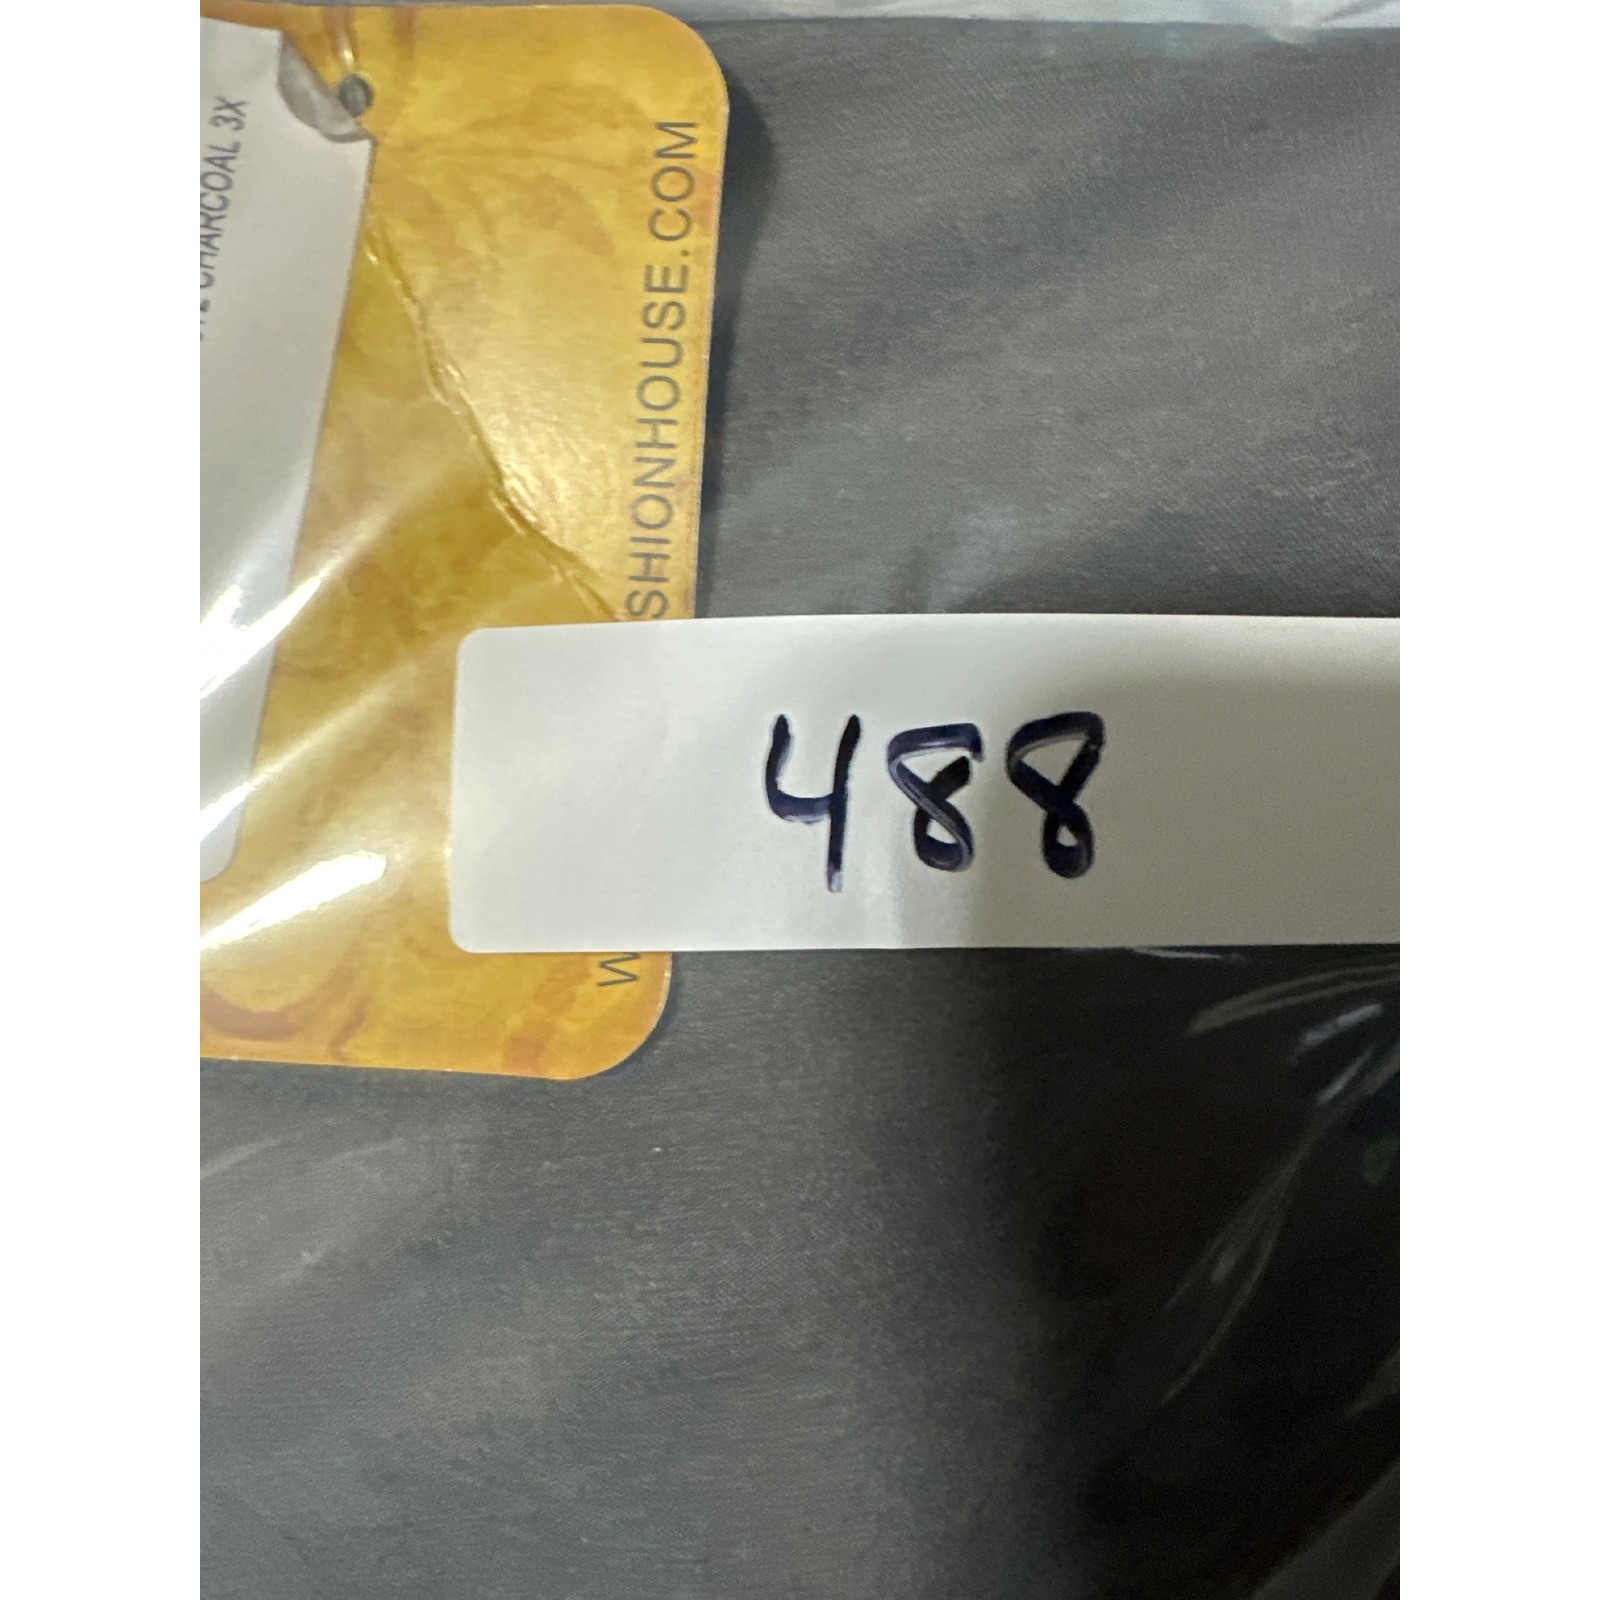 CHARCOAL 3X
W
SHIONHOUSE.COM
488